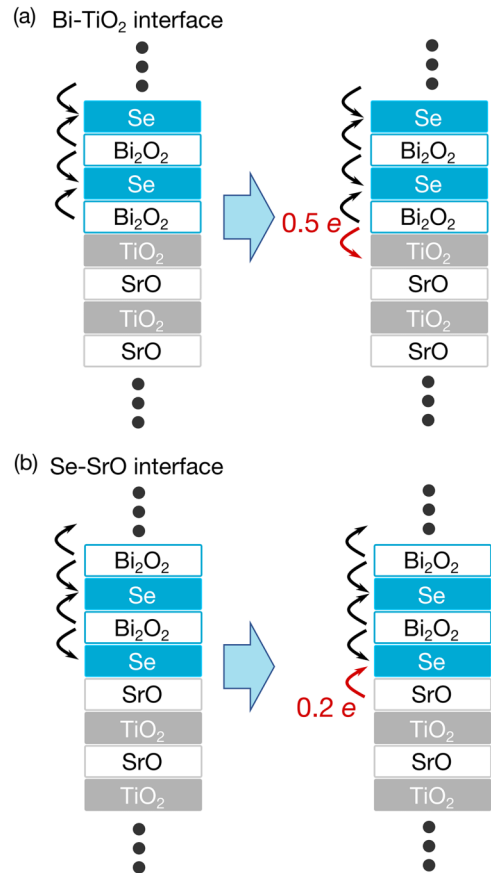 (a) Bi-TiO₂ interface
Se Se
Bi₂O₂ Bi₂O₂
Se Se
Bi₂O₂ Bi₂O₂
0.5 e
TiO₂ TiO₂
SrO SrO
TiO₂ TiO₂
SrO SrO
(b) Se-SrO interface
Bi₂O₂ Bi₂O₂
Se Se
Bi₂O₂ Bi₂O₂
Se Se
SrO SrO
0.2 e
TiO₂ TiO₂
SrO SrO
TiO₂ TiO₂